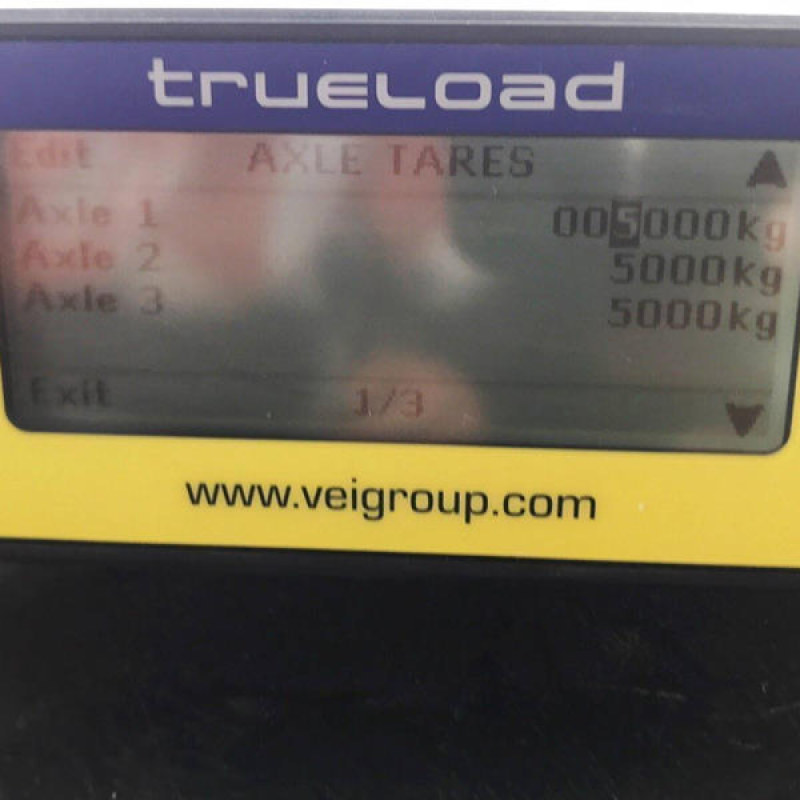 trueload
Edit AXLE TARES
Axle 1 005000kg
Axle 2 5000kg
Axle 3 5000kg
Exit 1/3
www.veigroup.com